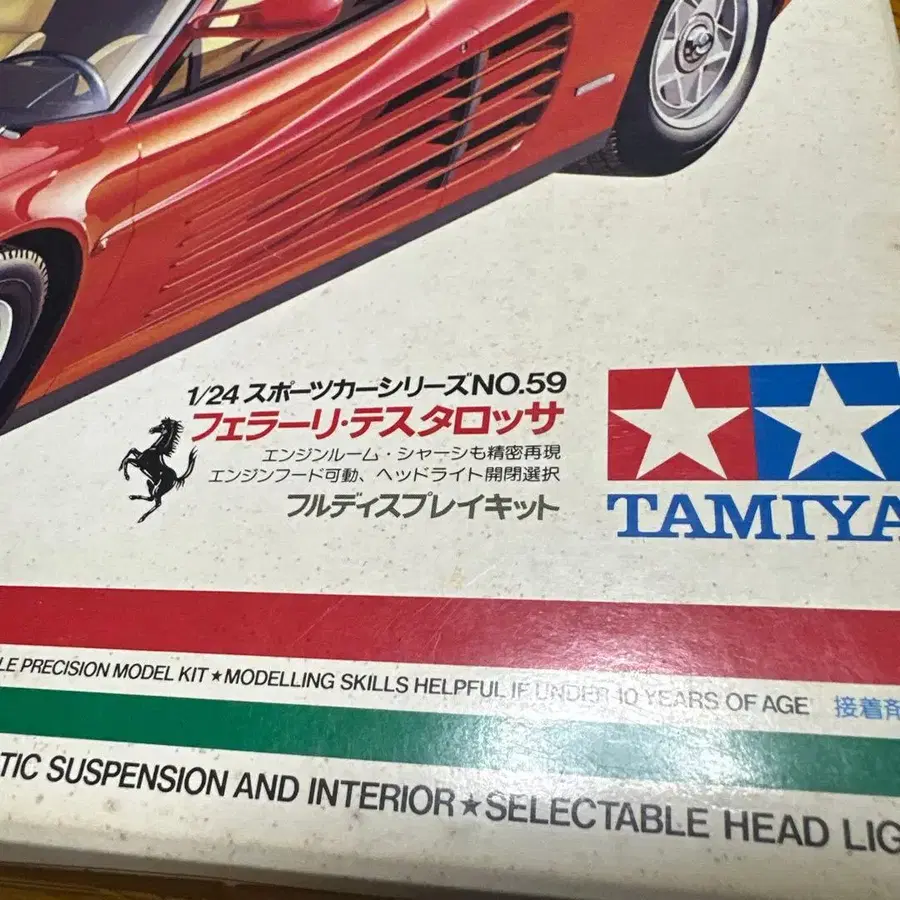 1/24 スポーツカーシリーズNO.59
フェラーリ・テスタロッサ
エンジンルーム・シャーシも精密再現
エンジンフード可動、ヘッドライト開閉選択
フルディスプレイキット
TAMIYA
LE PRECISION MODEL KIT★MODELLING SKILLS HELPFUL IF UNDER 10 YEARS OF AGE 接着剤
TIC SUSPENSION AND INTERIOR★SELECTABLE HEAD LIG